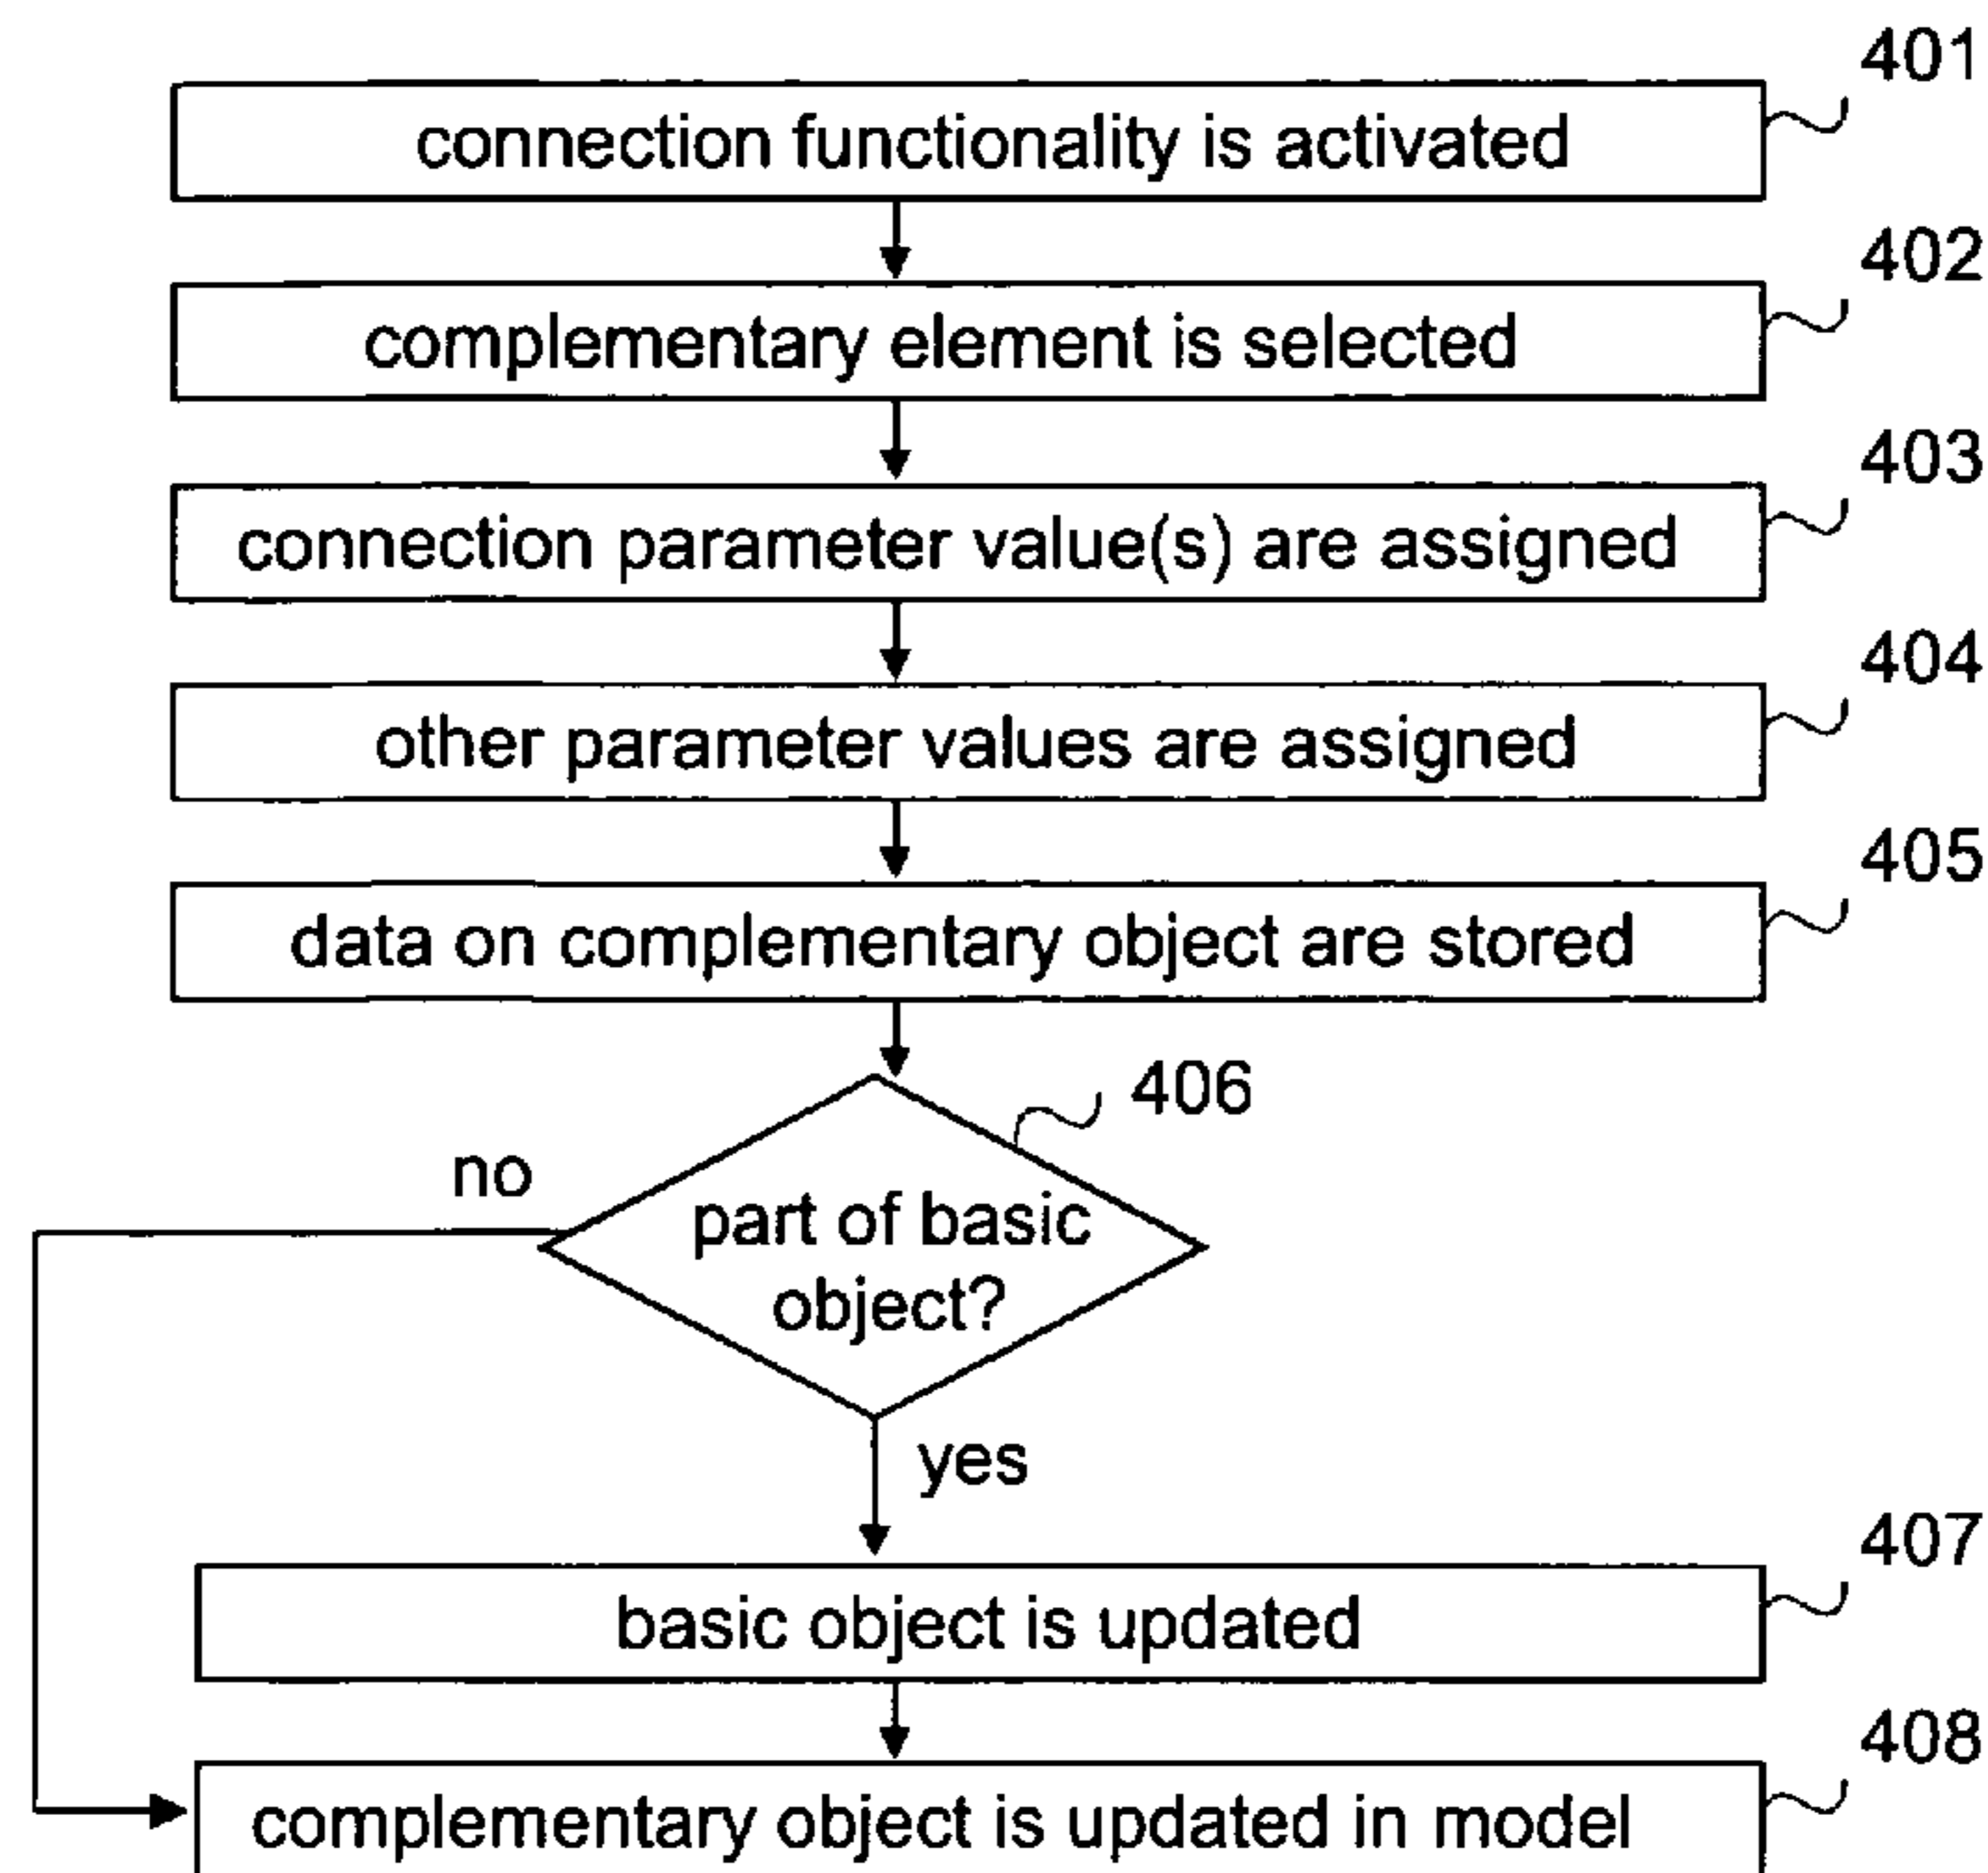 401
connection functionality is activated
402
complementary element is selected
403
connection parameter value(s) are assigned
404
other parameter values are assigned
405
data on complementary object are stored
406
no
part of basic
object?
yes
407
basic object is updated
408
complementary object is updated in model